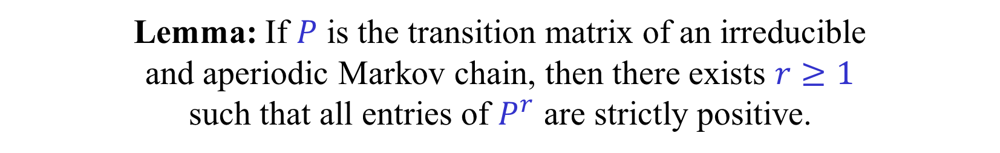 Lemma: If P is the transition matrix of an irreducible
and aperiodic Markov chain, then there exists r ≥ 1
such that all entries of Pʳ are strictly positive.